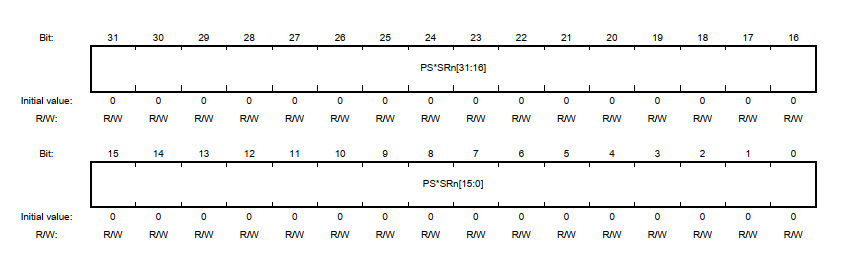 Bit: 31 30 29 28 27 26 25 24 23 22 21 20 19 18 17 16
PS*SRn[31:16]
Initial value: 0 0 0 0 0 0 0 0 0 0 0 0 0 0 0 0
R/W: R/W R/W R/W R/W R/W R/W R/W R/W R/W R/W R/W R/W R/W R/W R/W R/W
Bit: 15 14 13 12 11 10 9 8 7 6 5 4 3 2 1 0
PS*SRn[15:0]
Initial value: 0 0 0 0 0 0 0 0 0 0 0 0 0 0 0 0
R/W: R/W R/W R/W R/W R/W R/W R/W R/W R/W R/W R/W R/W R/W R/W R/W R/W